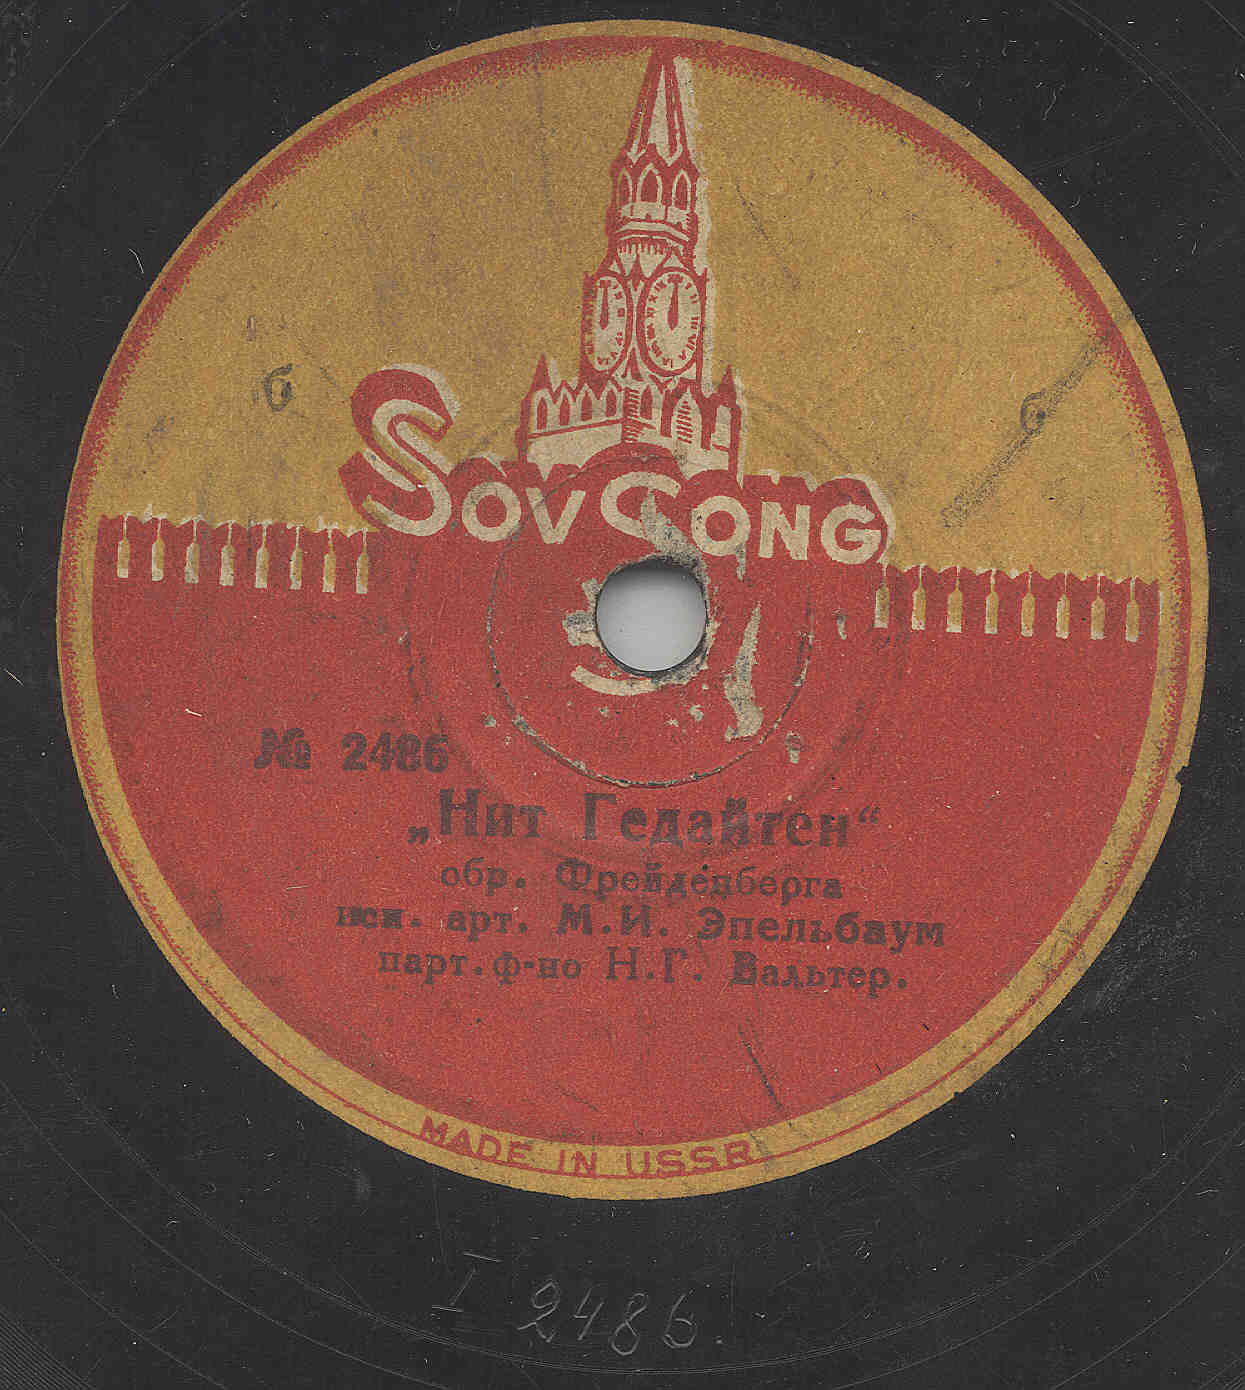 б
с
SovSong
№ 2486
„Нит Гедайген“
обр. Фрейденберга
исп. арт. М.И. Эпельбаум
парт. ф-но Н.Г. Вальтер.
MADE IN USSR
I 2486.